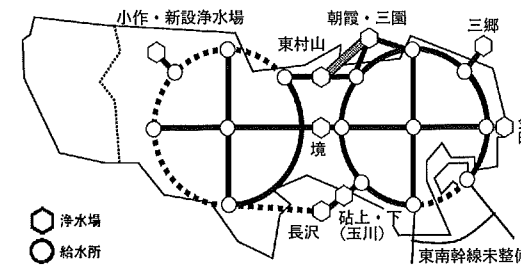 小作・新設浄水場
朝霞・三園
東村山
三郷
境
浄水場
給水所
長沢
砧上・下
(玉川)
東南幹線未整備